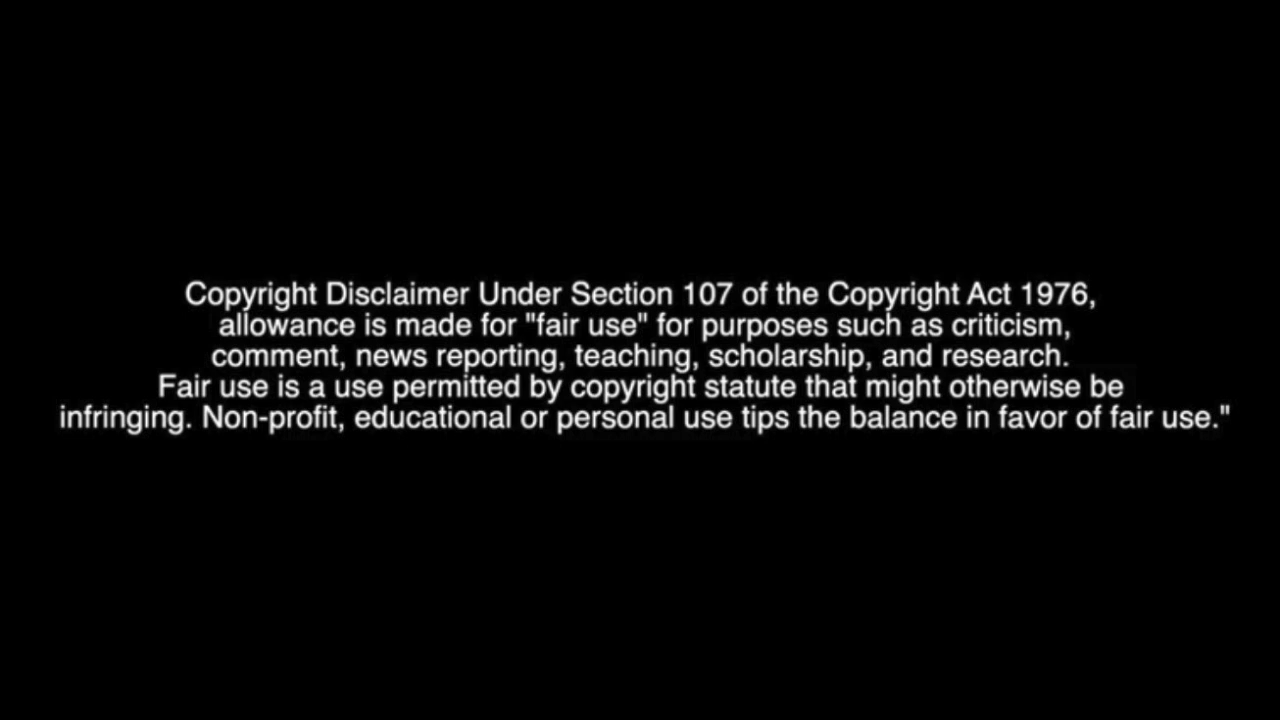 Copyright Disclaimer Under Section 107 of the Copyright Act 1976,
allowance is made for "fair use" for purposes such as criticism,
comment, news reporting, teaching, scholarship, and research.
Fair use is a use permitted by copyright statute that might otherwise be
infringing. Non-profit, educational or personal use tips the balance in favor of fair use."